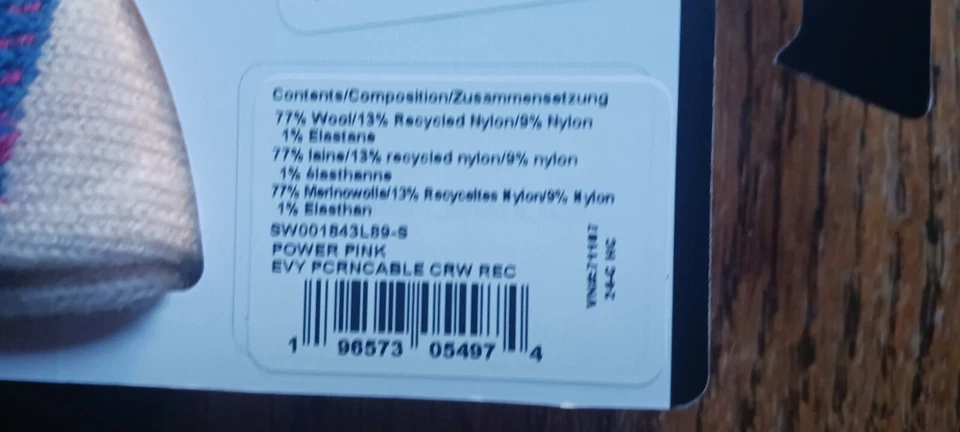 Contents/Composition/Zusammensetzung
77% Wool/13% Recycled Nylon/9% Nylon
1% Elastane
77% laine/13% recycled nylon/9% nylon
1% élasthanne
77% Merinowolle/13% Recyceltes Nylon/9% Nylon
1% Elasthan
SW001843L89-S
POWER PINK
EVY PCRNCABLE CRW REC
1 96573 05497 4